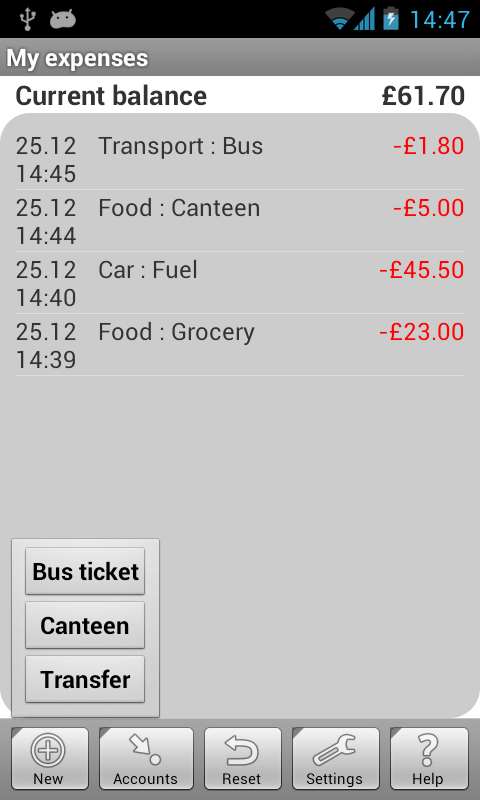 14:47
My expenses
Current balance £61.70
25.12 Transport : Bus -£1.80
14:45
25.12 Food : Canteen -£5.00
14:44
25.12 Car : Fuel -£45.50
14:40
25.12 Food : Grocery -£23.00
14:39
Bus ticket
Canteen
Transfer
New Accounts Reset Settings Help